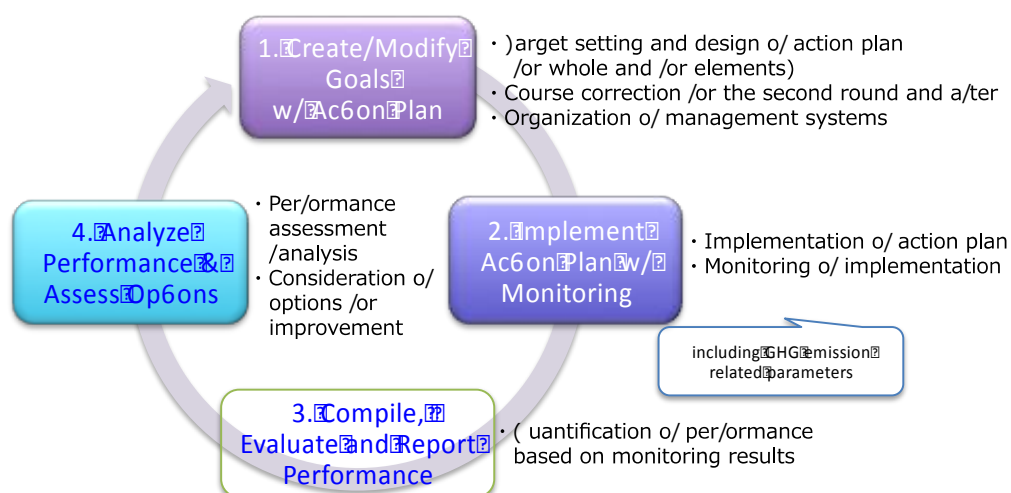 1.⍰Create/Modify⍰
Goals⍰
w/⍰Ac6on⍰Plan
・)arget setting and design o/ action plan
/or whole and /or elements)
・Course correction /or the second round and a/ter
・Organization o/ management systems
4.⍰Analyze⍰
Performance⍰&⍰
Assess⍰Op6ons
・Per/ormance
assessment
/analysis
・Consideration o/
options /or
improvement
2.⍰Implement⍰
Ac6on⍰Plan⍰w/⍰
Monitoring
・Implementation o/ action plan
・Monitoring o/ implementation
including⍰GHG⍰emission⍰
related⍰parameters
3.⍰Compile,⍰⍰
Evaluate⍰and⍰Report⍰
Performance
・( uantification o/ per/ormance
based on monitoring results